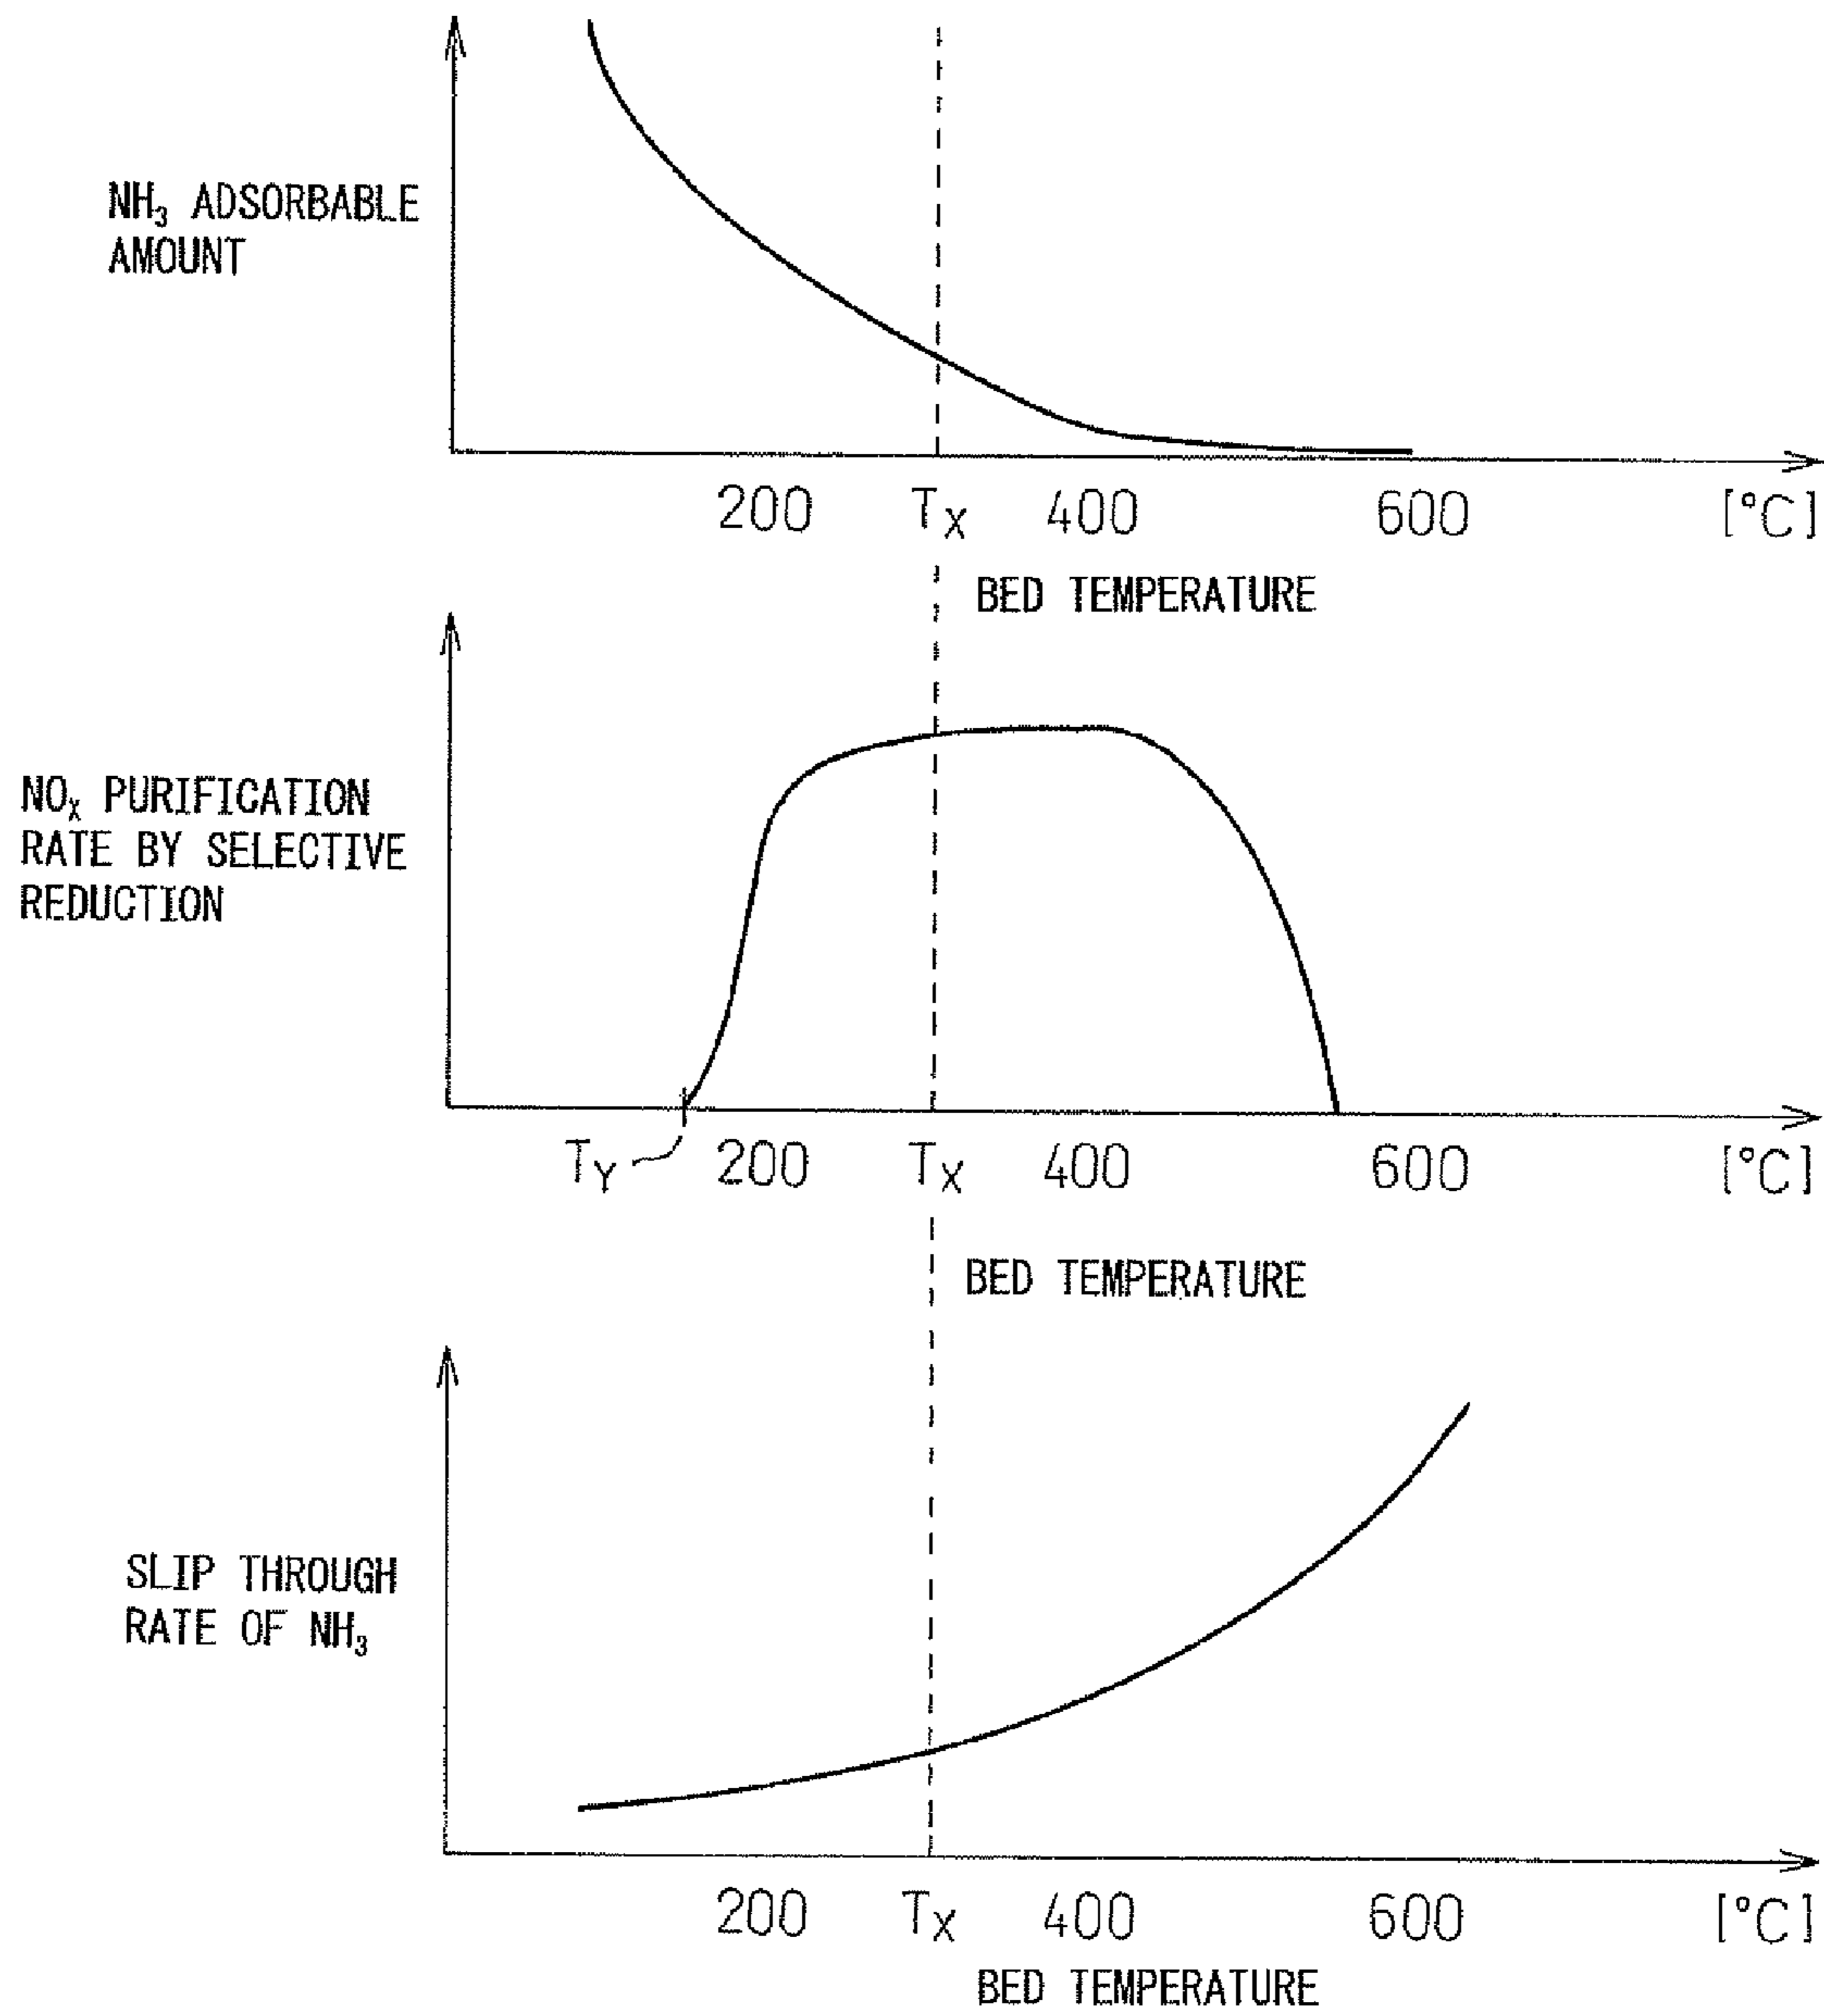 NH₃ ADSORBABLE
AMOUNT
200 Tₓ 400 600 [°C]
BED TEMPERATURE
NOₓ PURIFICATION
RATE BY SELECTIVE
REDUCTION
T_Y 200 Tₓ 400 600 [°C]
BED TEMPERATURE
SLIP THROUGH
RATE OF NH₃
200 Tₓ 400 600 [°C]
BED TEMPERATURE